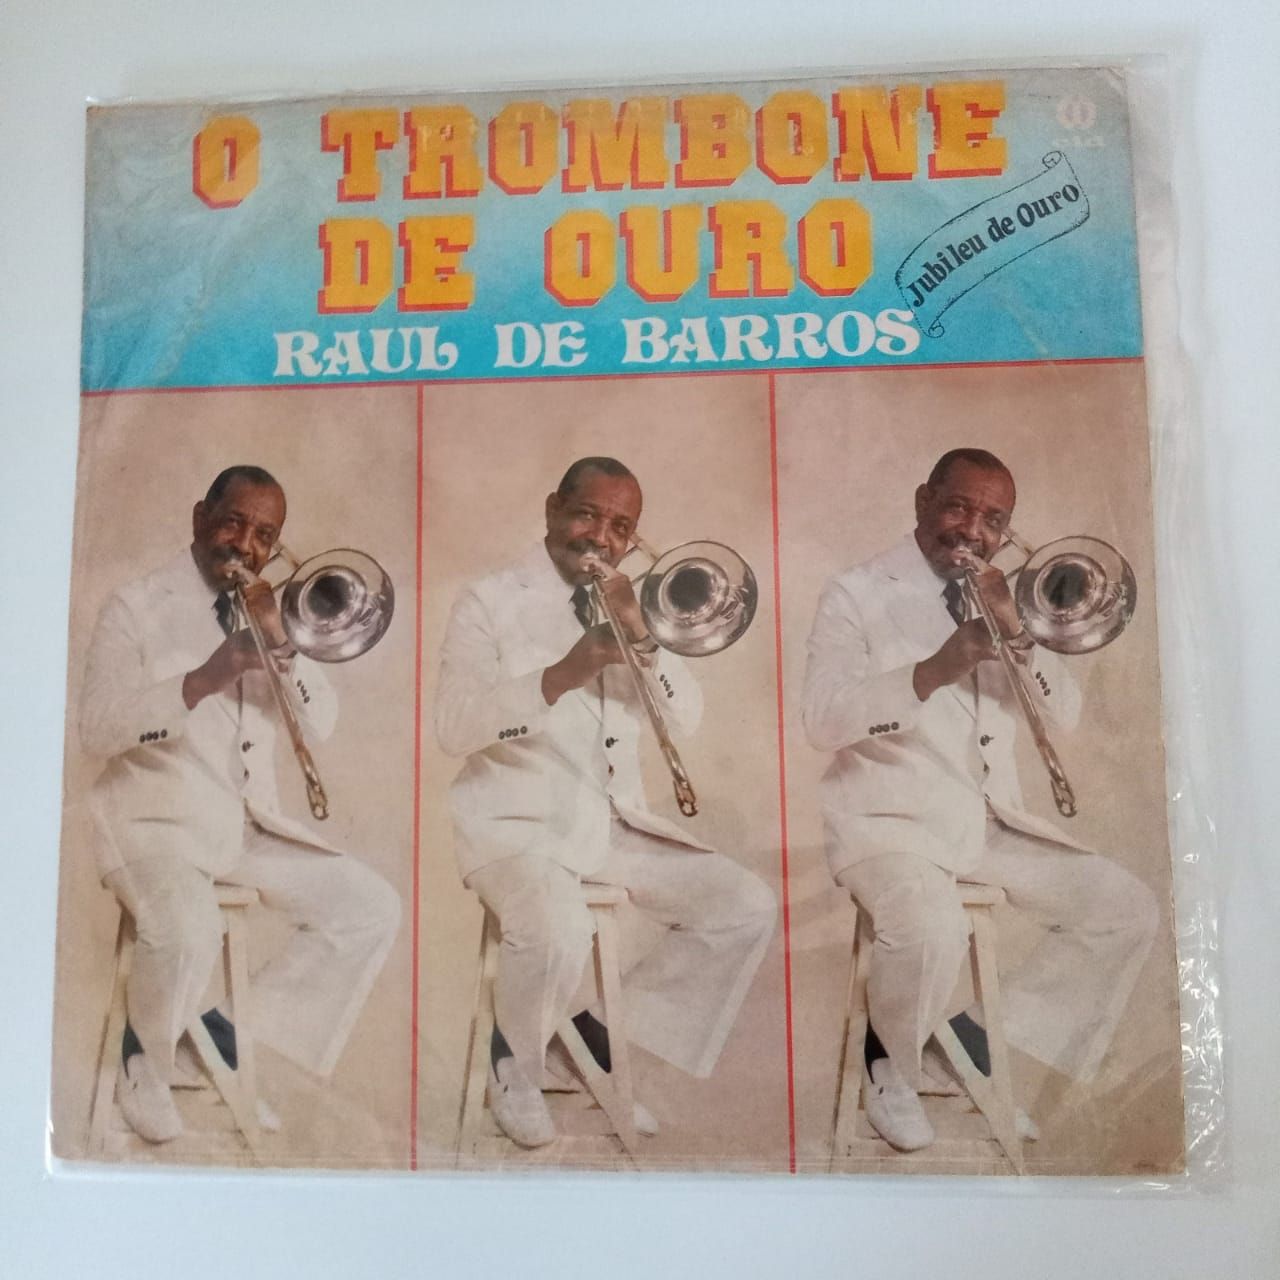 O TROMBONE
DE OURO
Jubileu de Ouro
RAUL DE BARROS